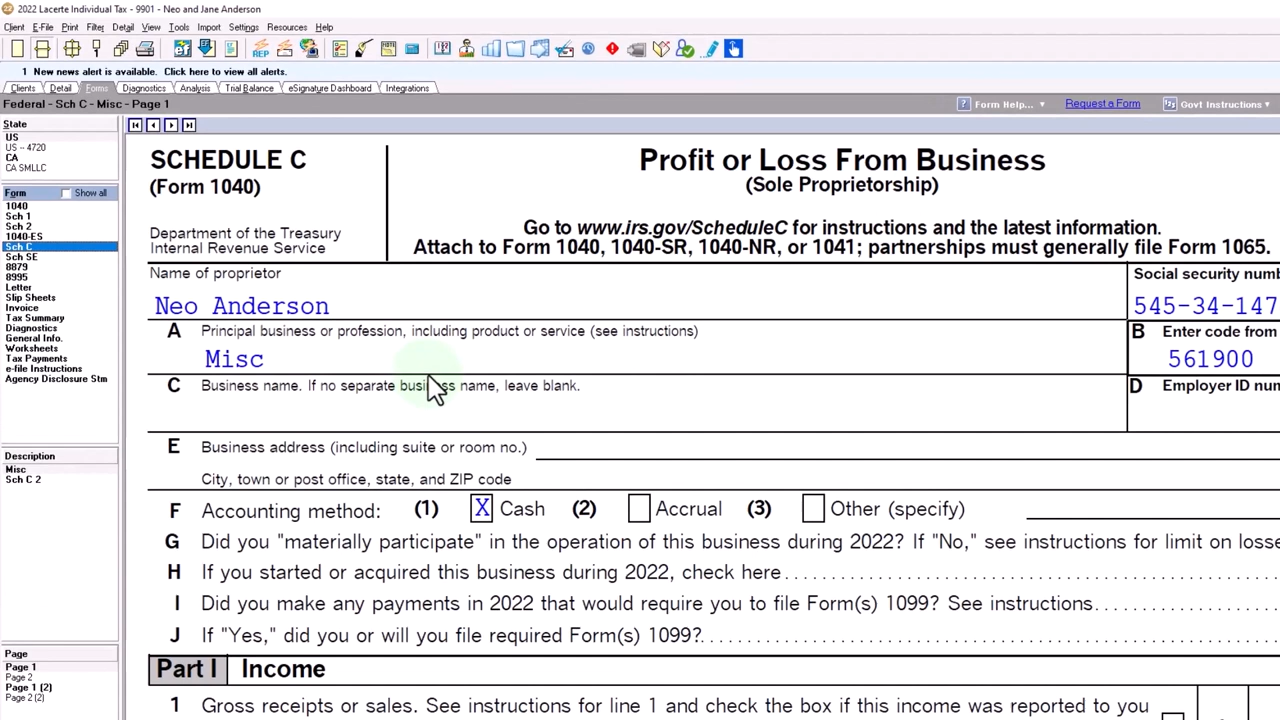 2022 Lacerte Individual Tax - 9901 - Neo and Jane Anderson
Client E-File Print Filter Detail View Tools Import Settings Resources Help
REP
1 New news alert is available. Click here to view all alerts.
Clients Detail Forms Diagnostics Analysis Trial Balance eSignature Dashboard Integrations
Federal - Sch C - Misc - Page 1
Form Help... Request a Form Govt Instructions
State
US
US -- 4720
CA
CA SMLLC
Form Show all
1040
Sch 1
Sch 2
1040-ES
Sch C
Sch SE
8879
8995
Letter
Slip Sheets
Invoice
Tax Summary
Diagnostics
General Info.
Worksheets
Tax Payments
e-file Instructions
Agency Disclosure Stm
Description
Misc
Sch C 2
Page
Page 1
Page 2
Page 1 (2)
Page 2 (2)
SCHEDULE C
(Form 1040)
Department of the Treasury
Internal Revenue Service
Profit or Loss From Business
(Sole Proprietorship)
Go to www.irs.gov/ScheduleC for instructions and the latest information.
Attach to Form 1040, 1040-SR, 1040-NR, or 1041; partnerships must generally file Form 1065.
Name of proprietor Social security numb
Neo Anderson 545-34-147
A Principal business or profession, including product or service (see instructions) B Enter code from
Misc 561900
C Business name. If no separate business name, leave blank. D Employer ID num
E Business address (including suite or room no.)
City, town or post office, state, and ZIP code
F Accounting method: (1) X Cash (2) Accrual (3) Other (specify)
G Did you "materially participate" in the operation of this business during 2022? If "No," see instructions for limit on losse
H If you started or acquired this business during 2022, check here
I Did you make any payments in 2022 that would require you to file Form(s) 1099? See instructions
J If "Yes," did you or will you file required Form(s) 1099?
Part I Income
1 Gross receipts or sales. See instructions for line 1 and check the box if this income was reported to you